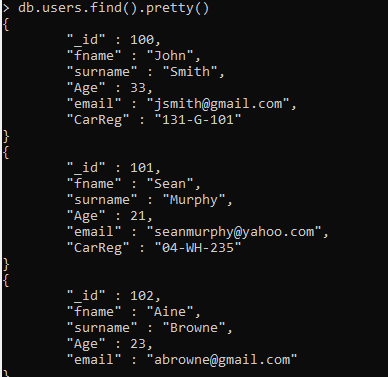 > db.users.find().pretty()
{
"_id" : 100,
"fname" : "John",
"surname" : "Smith",
"Age" : 33,
"email" : "jsmith@gmail.com",
"CarReg" : "131-G-101"
}
{
"_id" : 101,
"fname" : "Sean",
"surname" : "Murphy",
"Age" : 21,
"email" : "seanmurphy@yahoo.com",
"CarReg" : "04-WH-235"
}
{
"_id" : 102,
"fname" : "Aine",
"surname" : "Browne",
"Age" : 23,
"email" : "abrowne@gmail.com"
}